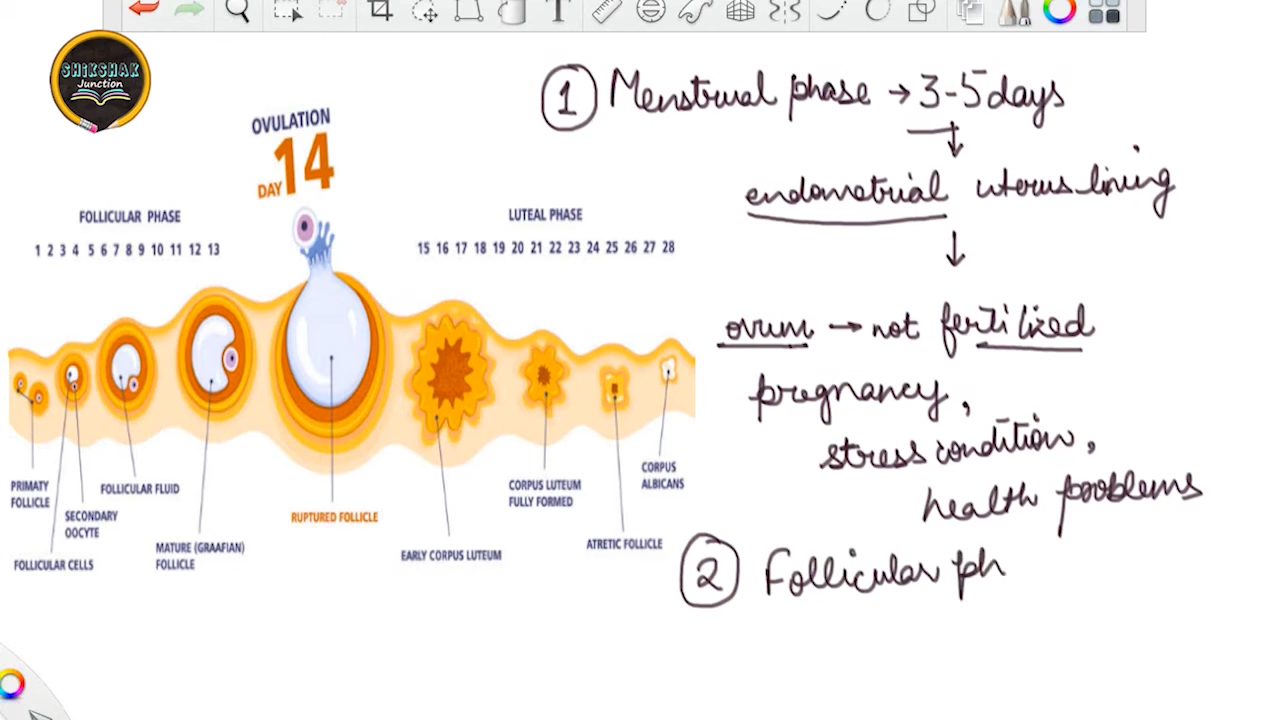 SHIKSHAK
Junction
OVULATION
DAY 14
FOLLICULAR PHASE
1 2 3 4 5 6 7 8 9 10 11 12 13
LUTEAL PHASE
15 16 17 18 19 20 21 22 23 24 25 26 27 28
PRIMATY
FOLLICLE
FOLLICULAR CELLS
SECONDARY
OOCYTE
FOLLICULAR FLUID
MATURE (GRAAFIAN)
FOLLICLE
RUPTURED FOLLICLE
EARLY CORPUS LUTEUM
CORPUS LUTEUM
FULLY FORMED
ATRETIC FOLLICLE
CORPUS
ALBICANS
1 Menstrual phase → 3-5 days
↓
endometrial uterus lining
↓
ovum → not fertilized
pregnancy,
stress condition,
health problems
2 Follicular ph